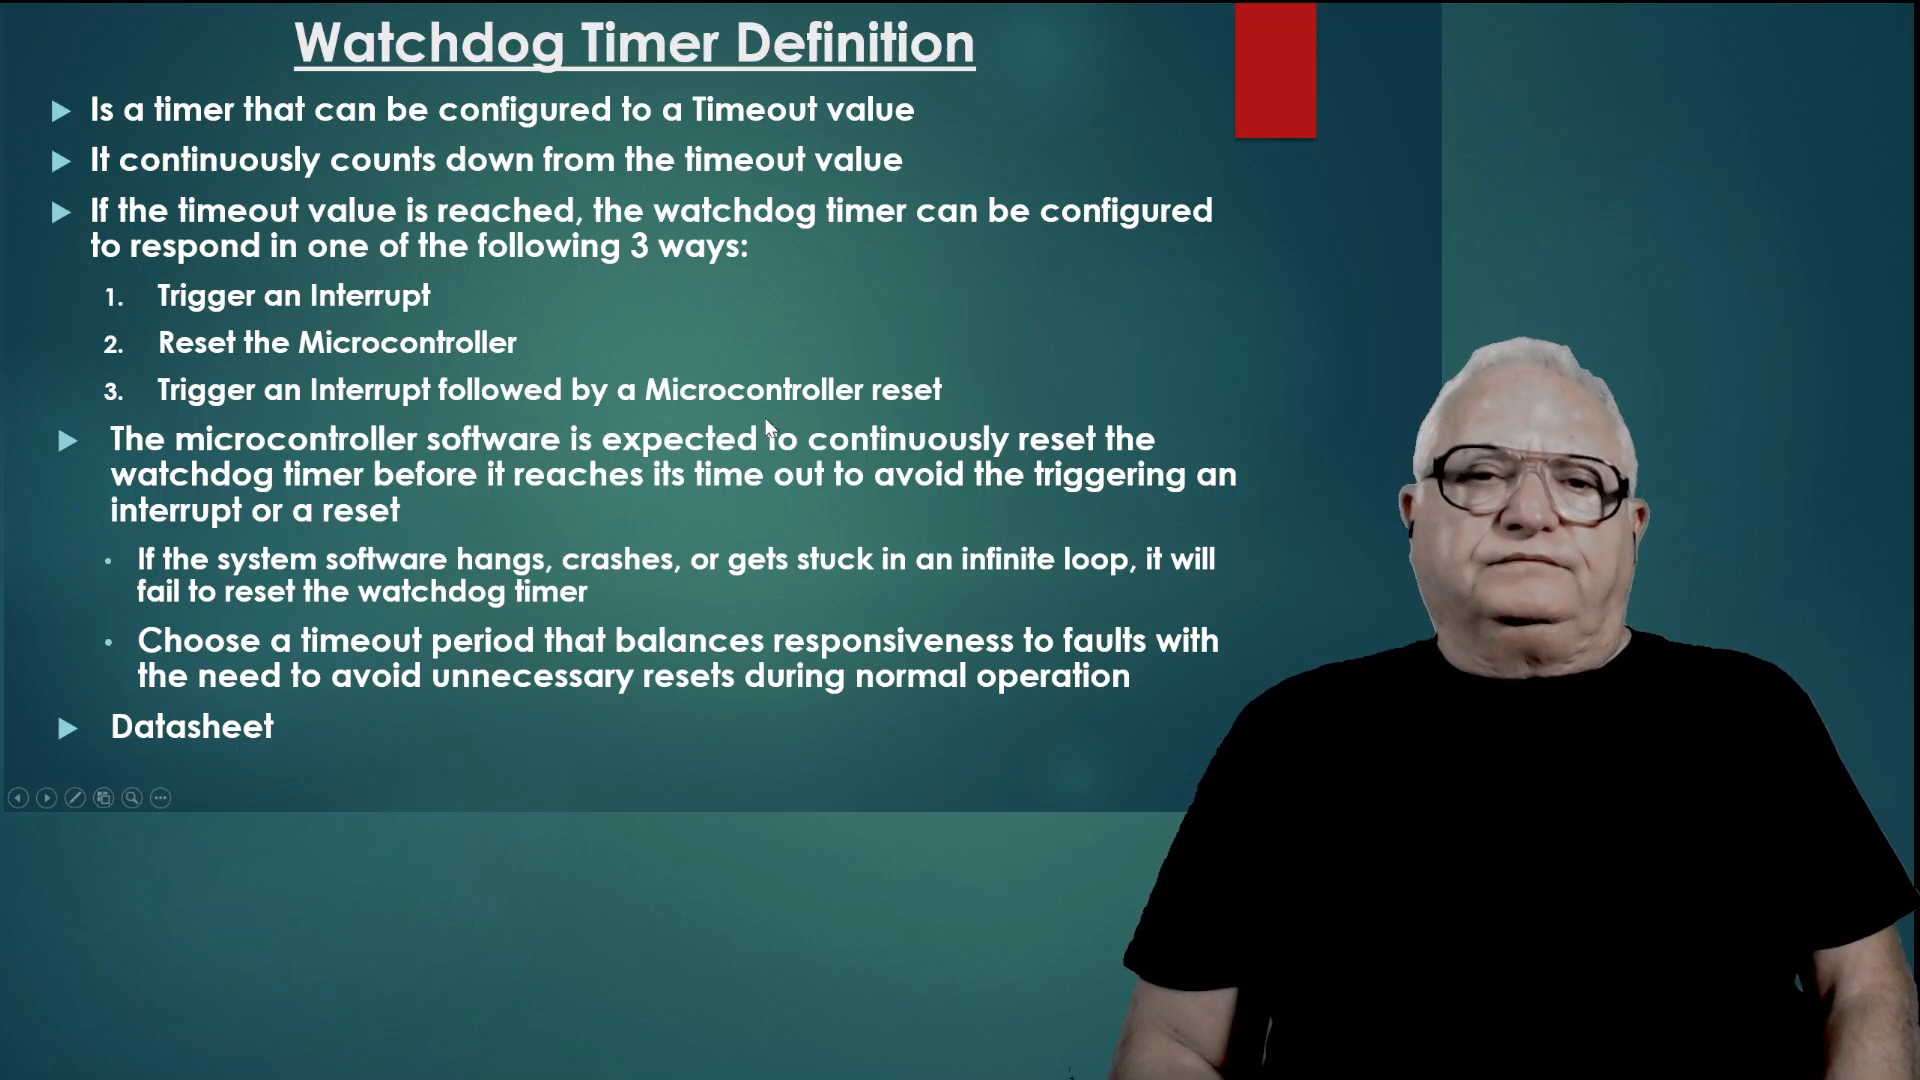 Watchdog Timer Definition
Is a timer that can be configured to a Timeout value
It continuously counts down from the timeout value
If the timeout value is reached, the watchdog timer can be configured
to respond in one of the following 3 ways:
1. Trigger an Interrupt
2. Reset the Microcontroller
3. Trigger an Interrupt followed by a Microcontroller reset
The microcontroller software is expected to continuously reset the
watchdog timer before it reaches its time out to avoid the triggering an
interrupt or a reset
If the system software hangs, crashes, or gets stuck in an infinite loop, it will
fail to reset the watchdog timer
Choose a timeout period that balances responsiveness to faults with
the need to avoid unnecessary resets during normal operation
Datasheet